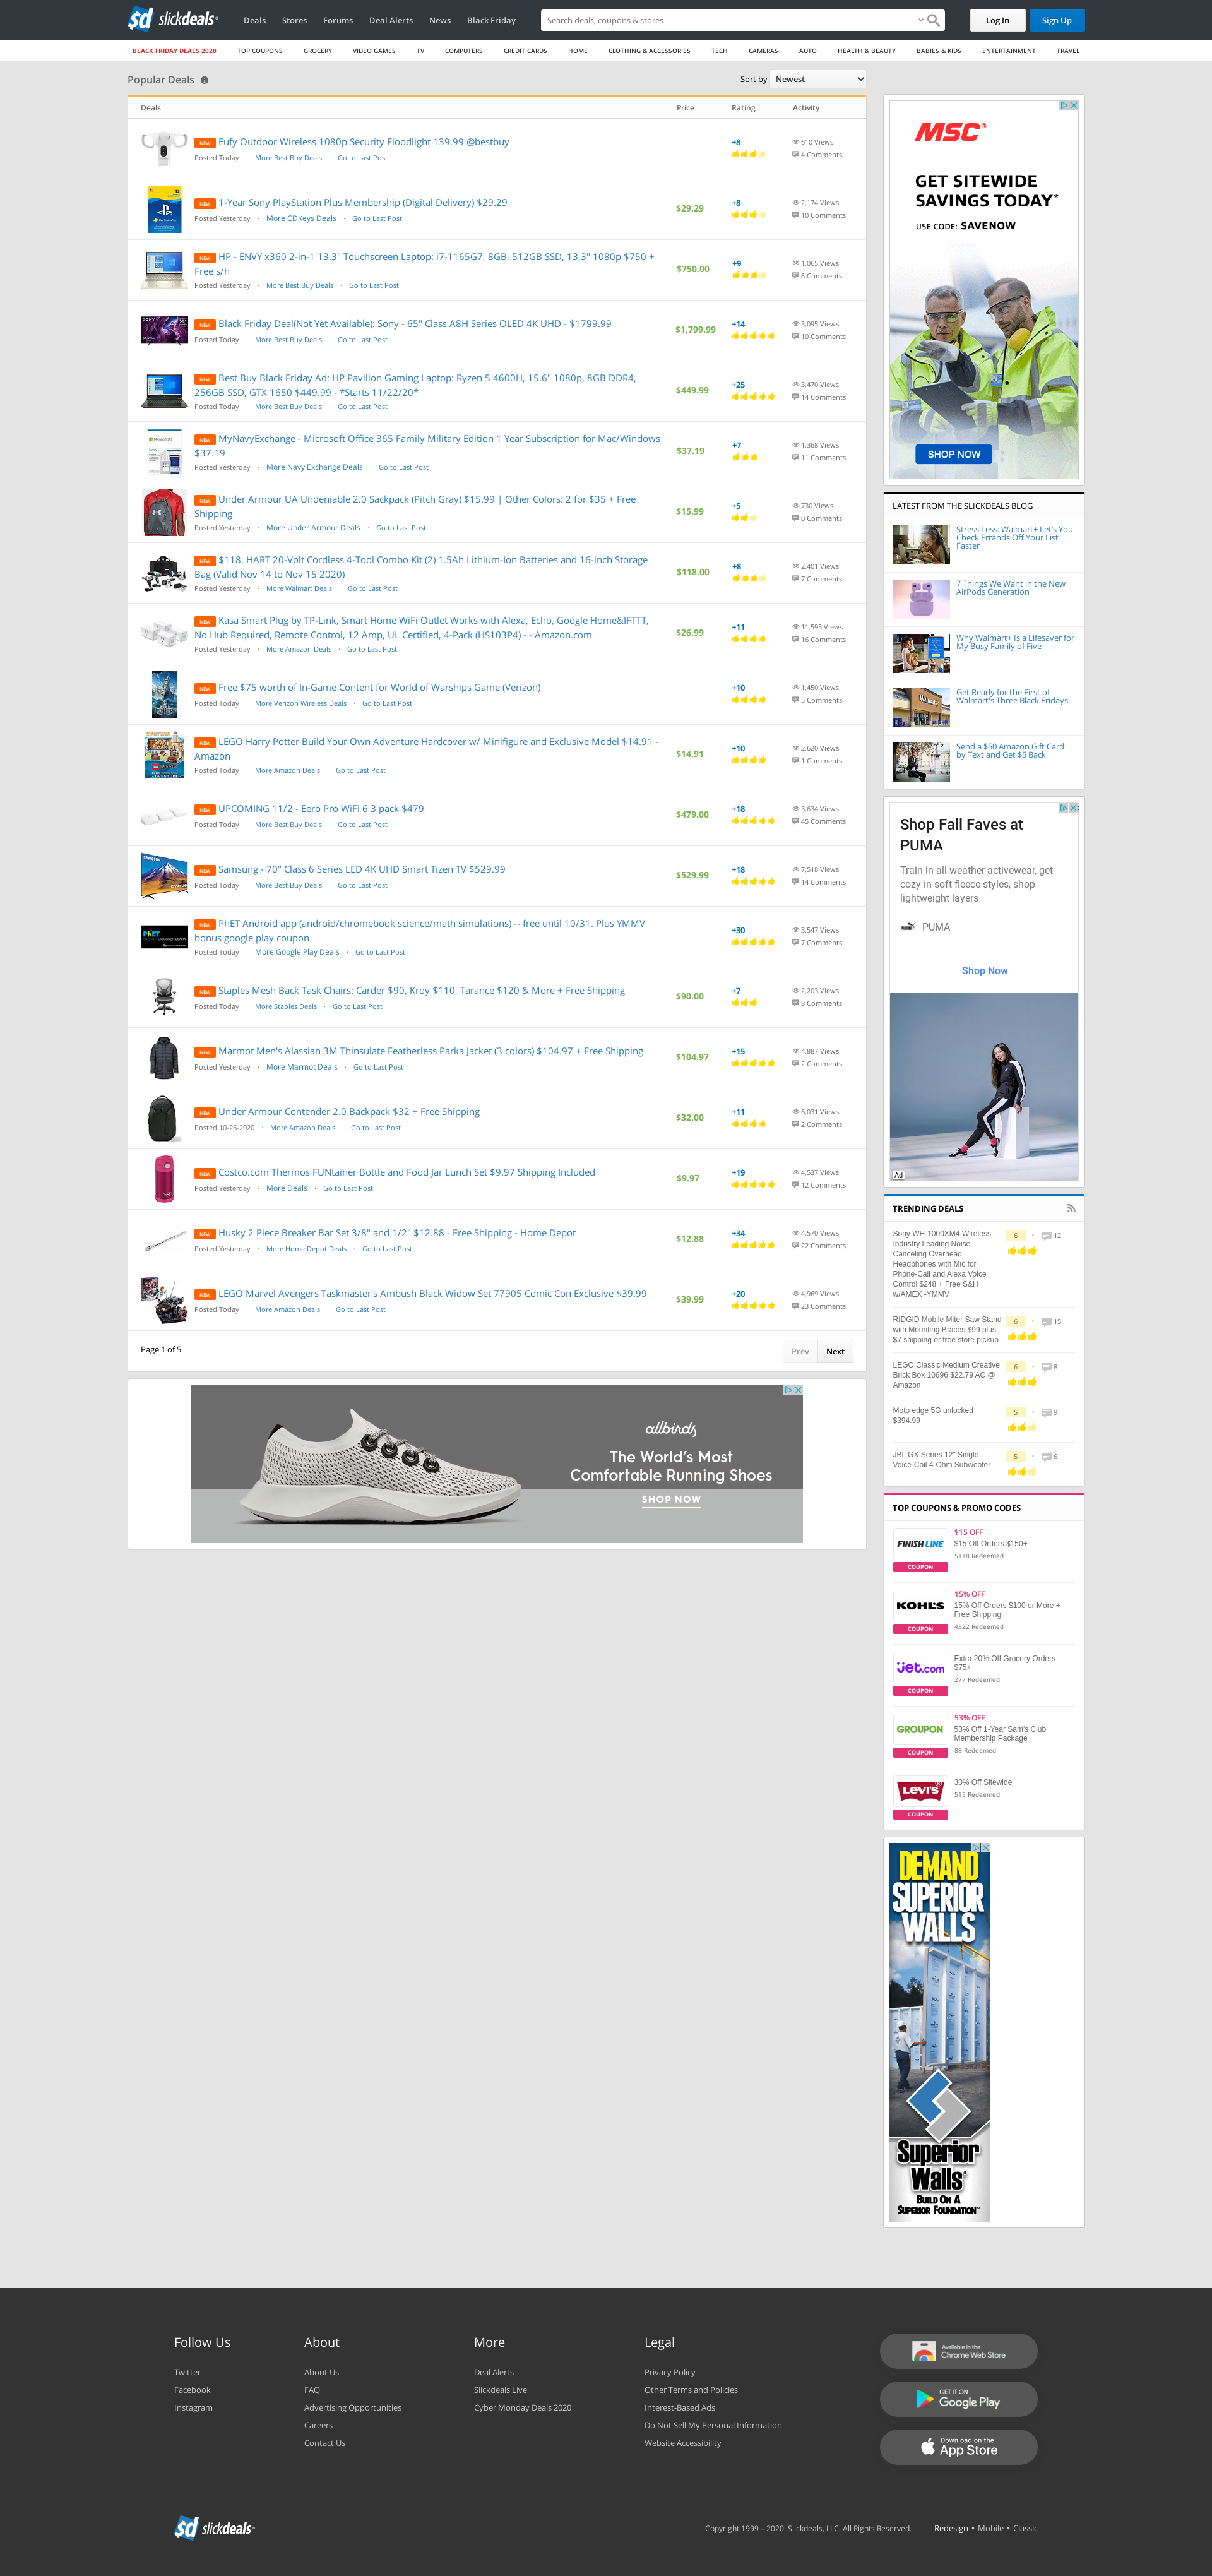 slickdeals
Deals
Stores
Forums
Deal Alerts
News
Black Friday
Search deals, coupons & stores
Log In
Sign Up
BLACK FRIDAY DEALS 2020
TOP COUPONS
GROCERY
VIDEO GAMES
TV
COMPUTERS
CREDIT CARDS
HOME
CLOTHING & ACCESSORIES
TECH
CAMERAS
AUTO
HEALTH & BEAUTY
BABIES & KIDS
ENTERTAINMENT
TRAVEL
Popular Deals
Sort by Newest
Deals Price Rating Activity
NEW Eufy Outdoor Wireless 1080p Security Floodlight 139.99 @bestbuy
Posted Today · More Best Buy Deals · Go to Last Post
+8
610 Views
4 Comments
NEW 1-Year Sony PlayStation Plus Membership (Digital Delivery) $29.29
Posted Yesterday · More CDKeys Deals · Go to Last Post
$29.29
+8
2,174 Views
10 Comments
NEW HP - ENVY x360 2-in-1 13.3" Touchscreen Laptop: i7-1165G7, 8GB, 512GB SSD, 13,3" 1080p $750 +
Free s/h
Posted Yesterday · More Best Buy Deals · Go to Last Post
$750.00
+9
1,065 Views
6 Comments
NEW Black Friday Deal(Not Yet Available): Sony - 65" Class A8H Series OLED 4K UHD - $1799.99
Posted Today · More Best Buy Deals · Go to Last Post
$1,799.99
+14
3,095 Views
10 Comments
NEW Best Buy Black Friday Ad: HP Pavilion Gaming Laptop: Ryzen 5 4600H, 15.6" 1080p, 8GB DDR4,
256GB SSD, GTX 1650 $449.99 - *Starts 11/22/20*
Posted Today · More Best Buy Deals · Go to Last Post
$449.99
+25
3,470 Views
14 Comments
NEW MyNavyExchange - Microsoft Office 365 Family Military Edition 1 Year Subscription for Mac/Windows
$37.19
Posted Yesterday · More Navy Exchange Deals · Go to Last Post
$37.19
+7
1,368 Views
11 Comments
NEW Under Armour UA Undeniable 2.0 Sackpack (Pitch Gray) $15.99 | Other Colors: 2 for $35 + Free
Shipping
Posted Yesterday · More Under Armour Deals · Go to Last Post
$15.99
+5
730 Views
0 Comments
NEW $118, HART 20-Volt Cordless 4-Tool Combo Kit (2) 1.5Ah Lithium-Ion Batteries and 16-inch Storage
Bag (Valid Nov 14 to Nov 15 2020)
Posted Yesterday · More Walmart Deals · Go to Last Post
$118.00
+8
2,401 Views
7 Comments
NEW Kasa Smart Plug by TP-Link, Smart Home WiFi Outlet Works with Alexa, Echo, Google Home&IFTTT,
No Hub Required, Remote Control, 12 Amp, UL Certified, 4-Pack (HS103P4) - - Amazon.com
Posted Yesterday · More Amazon Deals · Go to Last Post
$26.99
+11
11,595 Views
16 Comments
NEW Free $75 worth of In-Game Content for World of Warships Game (Verizon)
Posted Today · More Verizon Wireless Deals · Go to Last Post
+10
1,450 Views
5 Comments
NEW LEGO Harry Potter Build Your Own Adventure Hardcover w/ Minifigure and Exclusive Model $14.91 -
Amazon
Posted Today · More Amazon Deals · Go to Last Post
$14.91
+10
2,620 Views
1 Comments
NEW UPCOMING 11/2 - Eero Pro WiFi 6 3 pack $479
Posted Today · More Best Buy Deals · Go to Last Post
$479.00
+18
3,634 Views
45 Comments
NEW Samsung - 70" Class 6 Series LED 4K UHD Smart Tizen TV $529.99
Posted Today · More Best Buy Deals · Go to Last Post
$529.99
+18
7,518 Views
14 Comments
NEW PhET Android app (android/chromebook science/math simulations) -- free until 10/31. Plus YMMV
bonus google play coupon
Posted Today · More Google Play Deals · Go to Last Post
+30
3,547 Views
7 Comments
NEW Staples Mesh Back Task Chairs: Carder $90, Kroy $110, Tarance $120 & More + Free Shipping
Posted Today · More Staples Deals · Go to Last Post
$90.00
+7
2,203 Views
3 Comments
NEW Marmot Men's Alassian 3M Thinsulate Featherless Parka Jacket (3 colors) $104.97 + Free Shipping
Posted Yesterday · More Marmot Deals · Go to Last Post
$104.97
+15
4,887 Views
2 Comments
NEW Under Armour Contender 2.0 Backpack $32 + Free Shipping
Posted 10-26-2020 · More Amazon Deals · Go to Last Post
$32.00
+11
6,031 Views
2 Comments
NEW Costco.com Thermos FUNtainer Bottle and Food Jar Lunch Set $9.97 Shipping Included
Posted Yesterday · More Deals · Go to Last Post
$9.97
+19
4,537 Views
12 Comments
NEW Husky 2 Piece Breaker Bar Set 3/8" and 1/2" $12.88 - Free Shipping - Home Depot
Posted Yesterday · More Home Depot Deals · Go to Last Post
$12.88
+34
4,570 Views
22 Comments
NEW LEGO Marvel Avengers Taskmaster's Ambush Black Widow Set 77905 Comic Con Exclusive $39.99
Posted Today · More Amazon Deals · Go to Last Post
$39.99
+20
4,969 Views
23 Comments
Page 1 of 5
Prev Next
allbirds
The World's Most
Comfortable Running Shoes
SHOP NOW
MSC
GET SITEWIDE
SAVINGS TODAY*
USE CODE: SAVENOW
SHOP NOW
LATEST FROM THE SLICKDEALS BLOG
Stress Less: Walmart+ Let's You
Check Errands Off Your List
Faster
7 Things We Want in the New
AirPods Generation
Why Walmart+ Is a Lifesaver for
My Busy Family of Five
Get Ready for the First of
Walmart's Three Black Fridays
Send a $50 Amazon Gift Card
by Text and Get $5 Back
Shop Fall Faves at
PUMA
Train in all-weather activewear, get
cozy in soft fleece styles, shop
lightweight layers
PUMA
Shop Now
Ad
TRENDING DEALS
Sony WH-1000XM4 Wireless
Industry Leading Noise
Canceling Overhead
Headphones with Mic for
Phone-Call and Alexa Voice
Control $248 + Free S&H
w/AMEX -YMMV
6 · 12
RIDGID Mobile Miter Saw Stand
with Mounting Braces $99 plus
$7 shipping or free store pickup
6 · 15
LEGO Classic Medium Creative
Brick Box 10696 $22.79 AC @
Amazon
6 · 8
Moto edge 5G unlocked
$394.99
5 · 9
JBL GX Series 12" Single-
Voice-Coil 4-Ohm Subwoofer
5 · 6
TOP COUPONS & PROMO CODES
FINISH LINE
COUPON
$15 OFF
$15 Off Orders $150+
5118 Redeemed
KOHL'S
COUPON
15% OFF
15% Off Orders $100 or More +
Free Shipping
4322 Redeemed
jet.com
COUPON
Extra 20% Off Grocery Orders
$75+
277 Redeemed
GROUPON
COUPON
53% OFF
53% Off 1-Year Sam's Club
Membership Package
88 Redeemed
LEVI'S
COUPON
30% Off Sitewide
515 Redeemed
DEMAND
SUPERIOR
WALLS
Superior
Walls
BUILD ON A
SUPERIOR FOUNDATION™
Follow Us
Twitter
Facebook
Instagram
About
About Us
FAQ
Advertising Opportunities
Careers
Contact Us
More
Deal Alerts
Slickdeals Live
Cyber Monday Deals 2020
Legal
Privacy Policy
Other Terms and Policies
Interest-Based Ads
Do Not Sell My Personal Information
Website Accessibility
Available in the
Chrome Web Store
GET IT ON
Google Play
Download on the
App Store
slickdeals
Copyright 1999 – 2020. Slickdeals, LLC. All Rights Reserved.
Redesign • Mobile • Classic